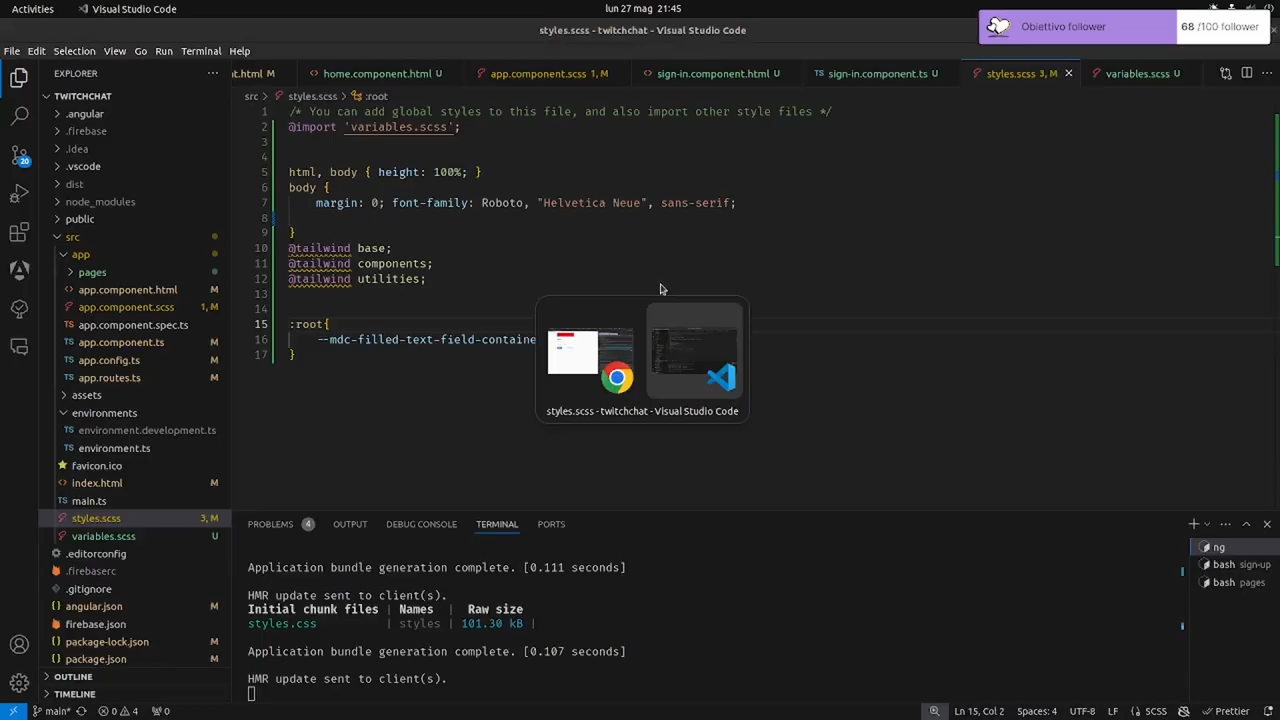 Activities
Visual Studio Code
lun 27 mag 21:45
styles.scss - twitchchat - Visual Studio Code
Obiettivo follower
68 /100 follower
File Edit Selection View Go Run Terminal Help
EXPLORER
TWITCHCHAT
.angular
.firebase
.idea
.vscode
dist
node_modules
public
src
app
pages
app.component.html M
app.component.scss 1, M
app.component.spec.ts
app.component.ts M
app.config.ts M
app.routes.ts M
assets
environments
environment.development.ts
environment.ts
favicon.ico
index.html M
main.ts
styles.scss 3, M
variables.scss U
.editorconfig
.firebaserc
.gitignore
angular.json M
firebase.json
package-lock.json M
package.json M
OUTLINE
TIMELINE
nt.html M
home.component.html U
app.component.scss 1, M
sign-in.component.html U
sign-in.component.ts U
styles.scss 3, M
variables.scss U
src > styles.scss > :root
1 /* You can add global styles to this file, and also import other style files */
2 @import 'variables.scss';
3
4
5 html, body { height: 100%; }
6 body {
7 margin: 0; font-family: Roboto, "Helvetica Neue", sans-serif;
8
9 }
10 @tailwind base;
11 @tailwind components;
12 @tailwind utilities;
13
14
15 :root{
16 --mdc-filled-text-field-containe
17 }
styles.scss - twitchchat - Visual Studio Code
PROBLEMS 4 OUTPUT DEBUG CONSOLE TERMINAL PORTS
Application bundle generation complete. [0.111 seconds]
HMR update sent to client(s).
Initial chunk files | Names | Raw size
styles.css | styles | 101.30 kB |
Application bundle generation complete. [0.107 seconds]
HMR update sent to client(s).
ng
bash sign-up
bash pages
20
main* 0 4 0
Ln 15, Col 2 Spaces: 4 UTF-8 LF SCSS Prettier